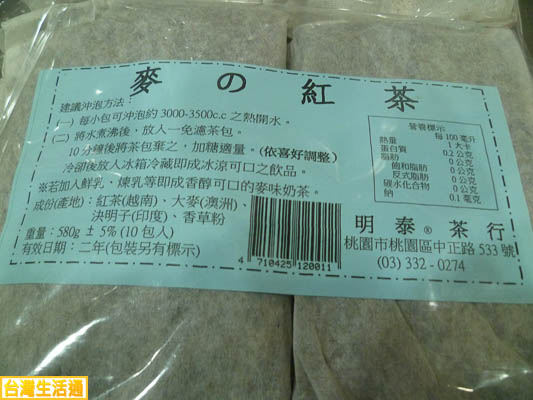 麥の紅茶
建議沖泡方法：
(一) 每小包可沖泡約 3000-3500c.c 之熱開水。
(二) 將水煮沸後，放入一免濾茶包。
10 分鐘後將茶包棄之，加糖適量。(依喜好調整)
冷卻後放入冰箱冷藏即成冰涼可口之飲品。
※若加入鮮乳、煉乳等即成香醇可口的麥味奶茶。
成份(產地)：紅茶(越南)、大麥(澳洲)、
決明子(印度)、香草粉
重量：580g ± 5% (10 包入)
有效日期：二年(包裝另有標示)
4 710425 120011
營養標示
每 100 毫升
熱量 1 大卡
蛋白質 0.2 公克
脂肪 0 公克
飽和脂肪 0 公克
反式脂肪 0 公克
碳水化合物 0 公克
鈉 0.1 毫克
明泰® 茶行
桃園市桃園區中正路 533 號
(03) 332 - 0274
台灣生活通